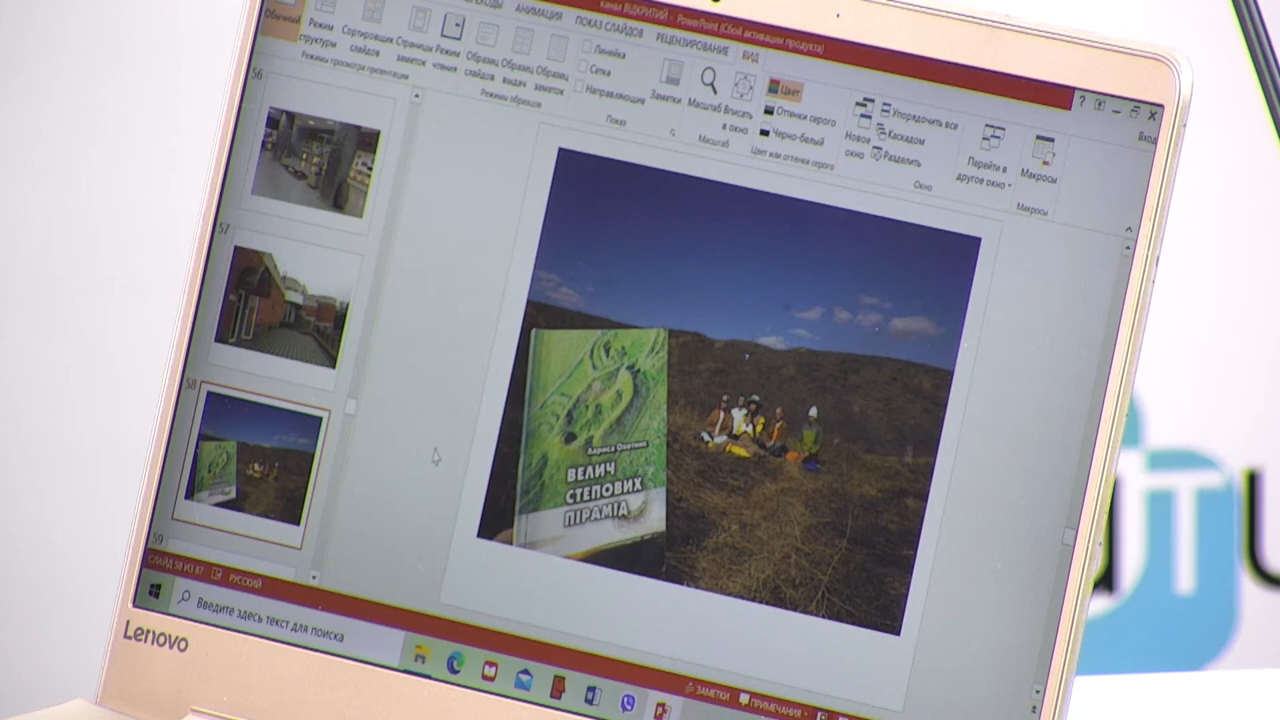 канал ВІДКРИТИЙ - PowerPoint (Сбой активации продукта)
АНИМАЦИЯ
ПОКАЗ СЛАЙДОВ
РЕЦЕНЗИРОВАНИЕ
ВИД
Вход
Обычный
Режим структуры
Сортировщик слайдов
Страницы заметок
Режим чтения
Режимы просмотра презентации
Образец слайдов
Образец выдач
Образец заметок
Режимы образцов
Линейка
Сетка
Направляющие
Показ
Заметки
Масштаб
Вписать в окно
Масштаб
Цвет
Оттенки серого
Черно-белый
Цвет или оттенки серого
Новое окно
Упорядочить все
Каскадом
Разделить
Окно
Перейти в другое окно
Макросы
Макросы
56
57
58
59
Лариса Охотник
ВЕЛИЧ
СТЕПОВИХ
ПІРАМІД
СЛАЙД 58 ИЗ 87
РУССКИЙ
ЗАМЕТКИ
ПРИМЕЧАНИЯ
Введите здесь текст для поиска
Lenovo